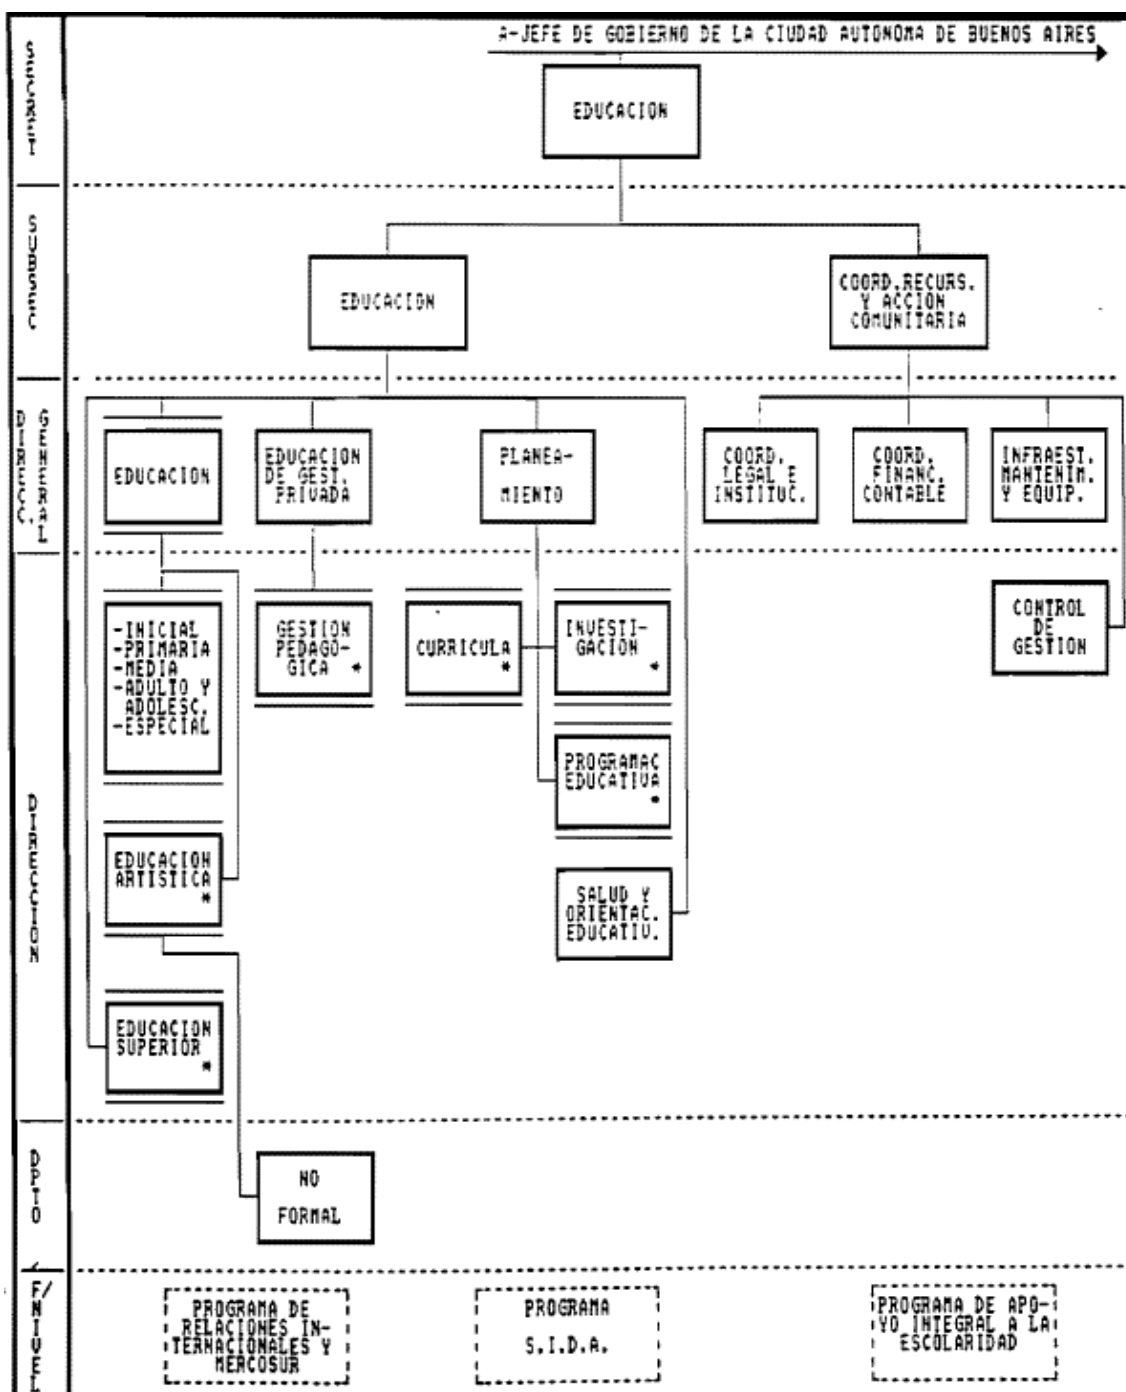 A-JEFE DE GOBIERNO DE LA CIUDAD AUTONOMA DE BUENOS AIRES
SECRET
EDUCACION
SUBSEC
EDUCACION
COORD.RECURS.
Y ACCION
COMUNITARIA
DIREC.
GENERAL
EDUCACION
EDUCACION
DE GEST.
PRIVADA
PLANEA-
MIENTO
COORD.
LEGAL E
INSTITUC.
COORD.
FINANC.
CONTABLE
INFRAEST.
MANTENIM.
Y EQUIP.
DIRECCION
-INICIAL
-PRIMARIA
-MEDIA
-ADULTO Y
ADOLESC.
-ESPECIAL
GESTION
PEDAGO-
GICA *
CURRICULA
*
INVESTI-
GACION
*
CONTROL
DE
GESTION
PROGRAMAC
EDUCATIVA
*
EDUCACION
ARTISTICA
*
SALUD Y
ORIENTAC.
EDUCATIV.
EDUCACION
SUPERIOR
*
DPTO
NO
FORMAL
F/
NIVEL
PROGRAMA DE
RELACIONES IN-
TERNACIONALES Y
MERCOSUR
PROGRAMA
S.I.D.A.
PROGRAMA DE APO-
YO INTEGRAL A LA
ESCOLARIDAD